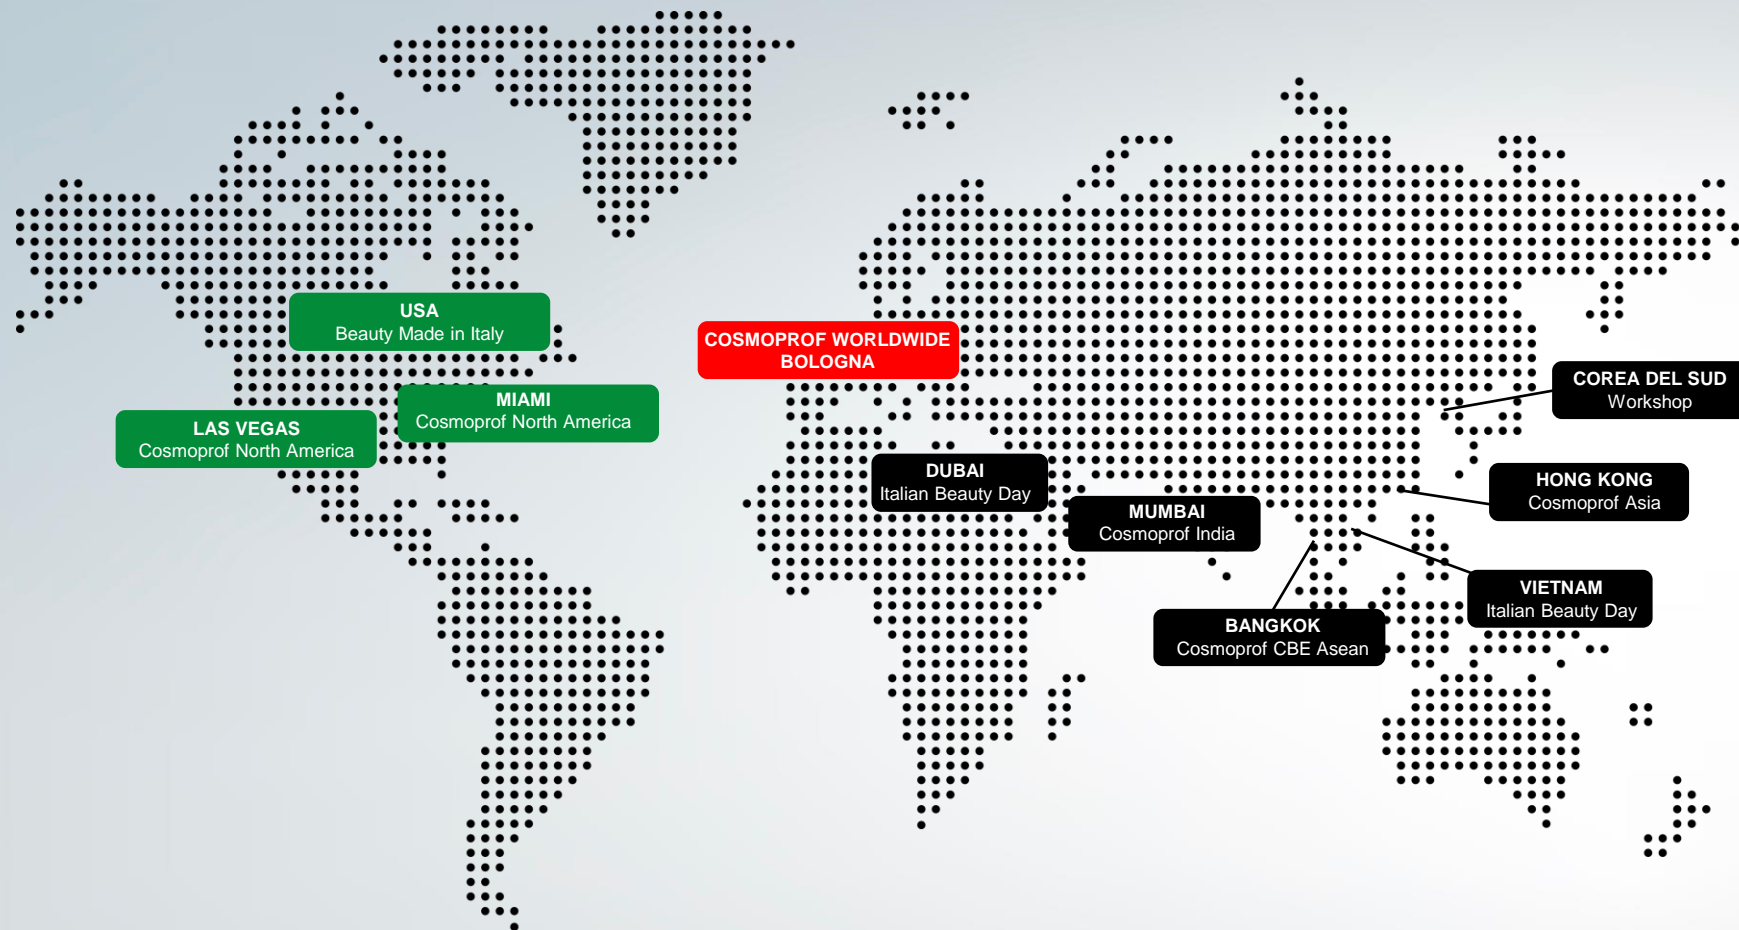 USA
Beauty Made in Italy
COSMOPROF WORLDWIDE
BOLOGNA
MIAMI
Cosmoprof North America
LAS VEGAS
Cosmoprof North America
COREA DEL SUD
Workshop
DUBAI
Italian Beauty Day
HONG KONG
Cosmoprof Asia
MUMBAI
Cosmoprof India
VIETNAM
Italian Beauty Day
BANGKOK
Cosmoprof CBE Asean